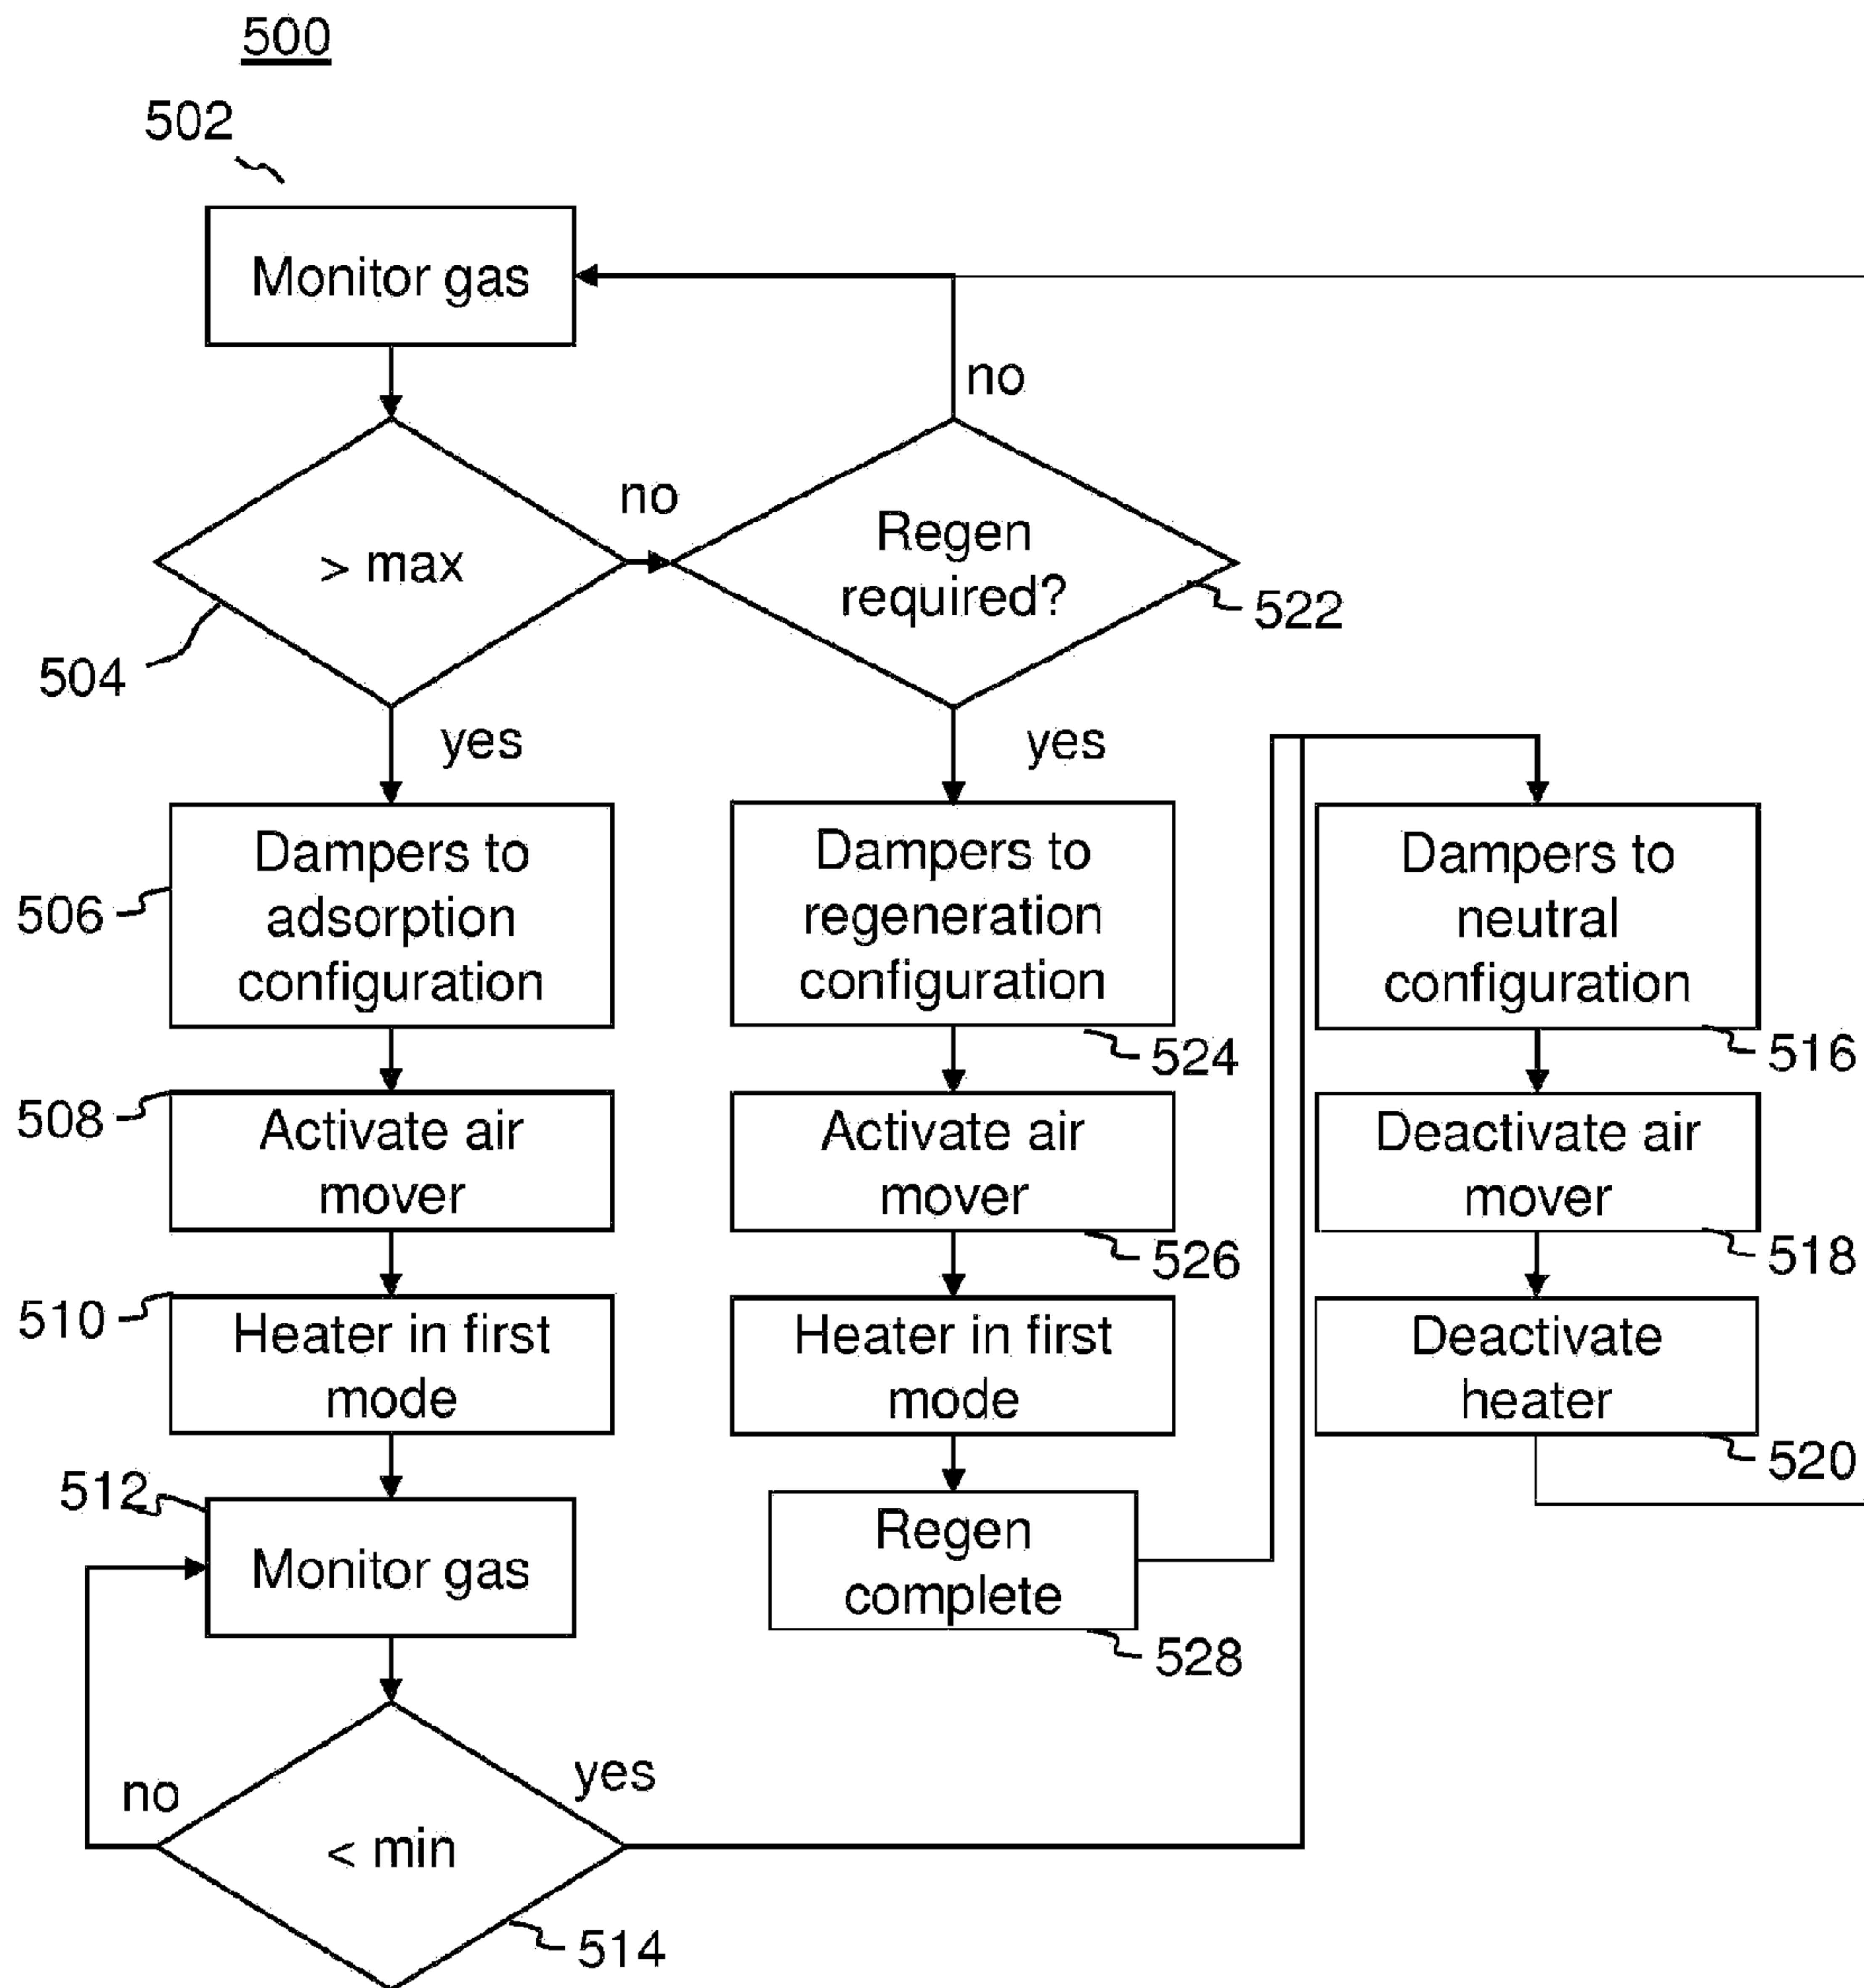 500
502
Monitor gas
no
> max
504
no
Regen
required?
522
yes
yes
Dampers to
adsorption
configuration
506
Dampers to
regeneration
configuration
524
Dampers to
neutral
configuration
516
508
Activate air
mover
Activate air
mover
526
Deactivate air
mover
518
510
Heater in first
mode
Heater in first
mode
Deactivate
heater
520
512
Monitor gas
Regen
complete
528
no
yes
< min
514